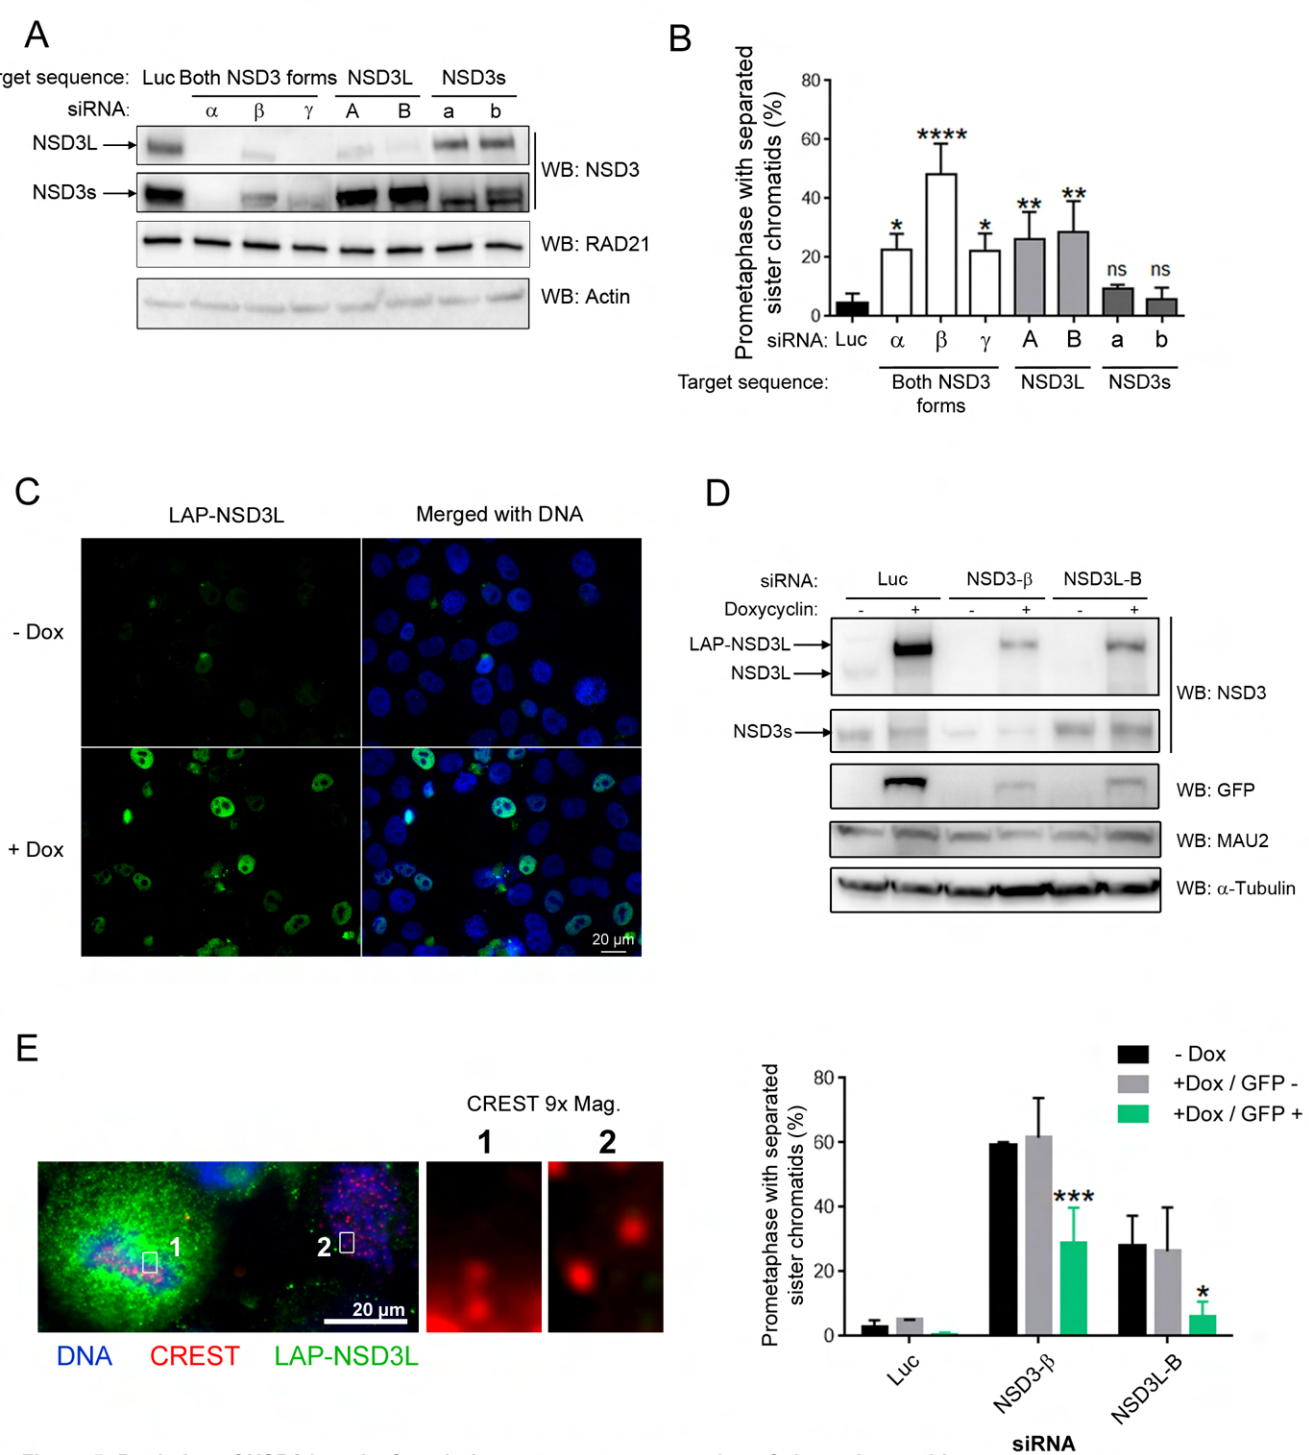 A
rget sequence: Luc Both NSD3 forms NSD3L NSD3s
siRNA: α β γ A B a b
NSD3L
NSD3s
WB: NSD3
WB: RAD21
WB: Actin
B
Prometaphase with separated
sister chromatids (%)
80
60
40
20
0
* **** * ** ** ns ns
siRNA: Luc α β γ A B a b
Target sequence: Both NSD3 forms NSD3L NSD3s
C
LAP-NSD3L Merged with DNA
- Dox
+ Dox
20 μm
D
siRNA: Luc NSD3-β NSD3L-B
Doxycyclin: - + - + - +
LAP-NSD3L
NSD3L
NSD3s
WB: NSD3
WB: GFP
WB: MAU2
WB: α-Tubulin
E
CREST 9x Mag.
1 2
1
2
20 μm
DNA CREST LAP-NSD3L
- Dox
+Dox / GFP -
+Dox / GFP +
Prometaphase with separated
sister chromatids (%)
80
60
40
20
0
*** *
Luc NSD3-β NSD3L-B
siRNA